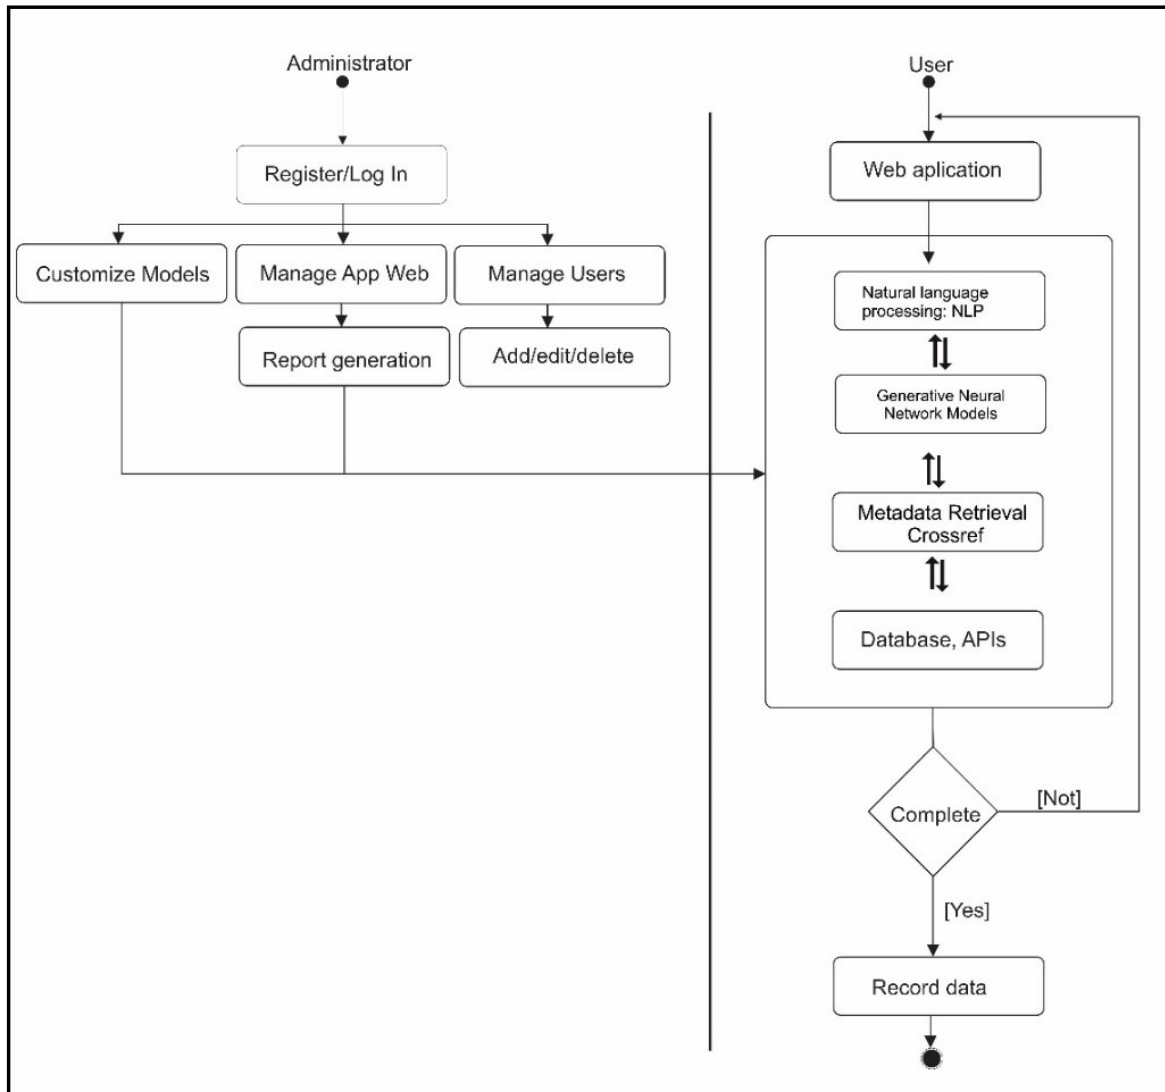 Administrator
Register/Log In
Customize Models
Manage App Web
Manage Users
Report generation
Add/edit/delete
User
Web aplication
Natural language
processing: NLP
Generative Neural
Network Models
Metadada Retrieval
Crossref
Database, APIs
Complete
[Not]
[Yes]
Record data